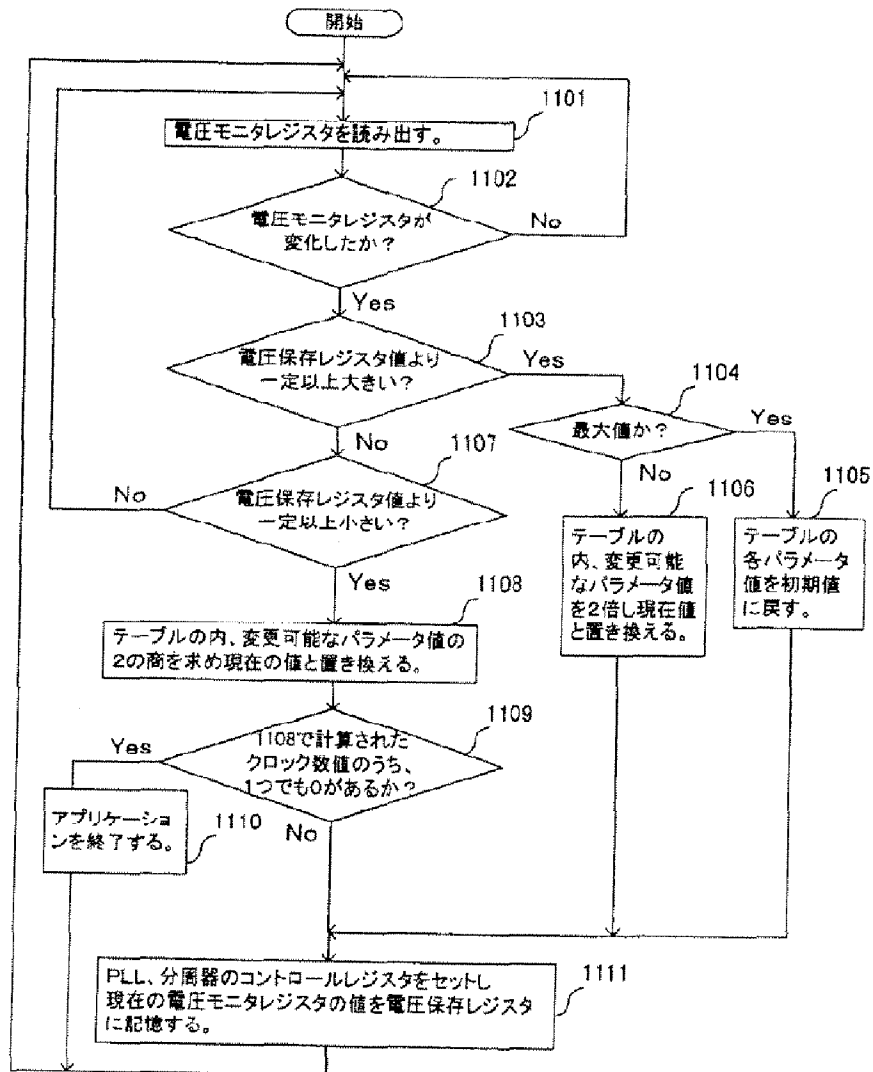 開始
1101
電圧モニタレジスタを読み出す。
1102
電圧モニタレジスタが
変化したか？
No
Yes
1103
電圧保存レジスタ値より
一定以上大きい？
Yes
1104
最大値か？
Yes
No
No
1107
電圧保存レジスタ値より
一定以上小さい？
No
Yes
1106
テーブルの
内、変更可能
なパラメータ値
を2倍し現在値
と置き換える。
1105
テーブルの
各パラメータ
値を初期値
に戻す。
1108
テーブルの内、変更可能なパラメータ値の
2の商を求め現在の値と置き換える。
1109
1108で計算された
クロック数値のうち、
1つでも0があるか？
Yes
No
アプリケーショ
ンを終了する。
1110
PLL、分周器のコントロールレジスタをセットし
現在の電圧モニタレジスタの値を電圧保存レジスタ
に記憶する。
1111